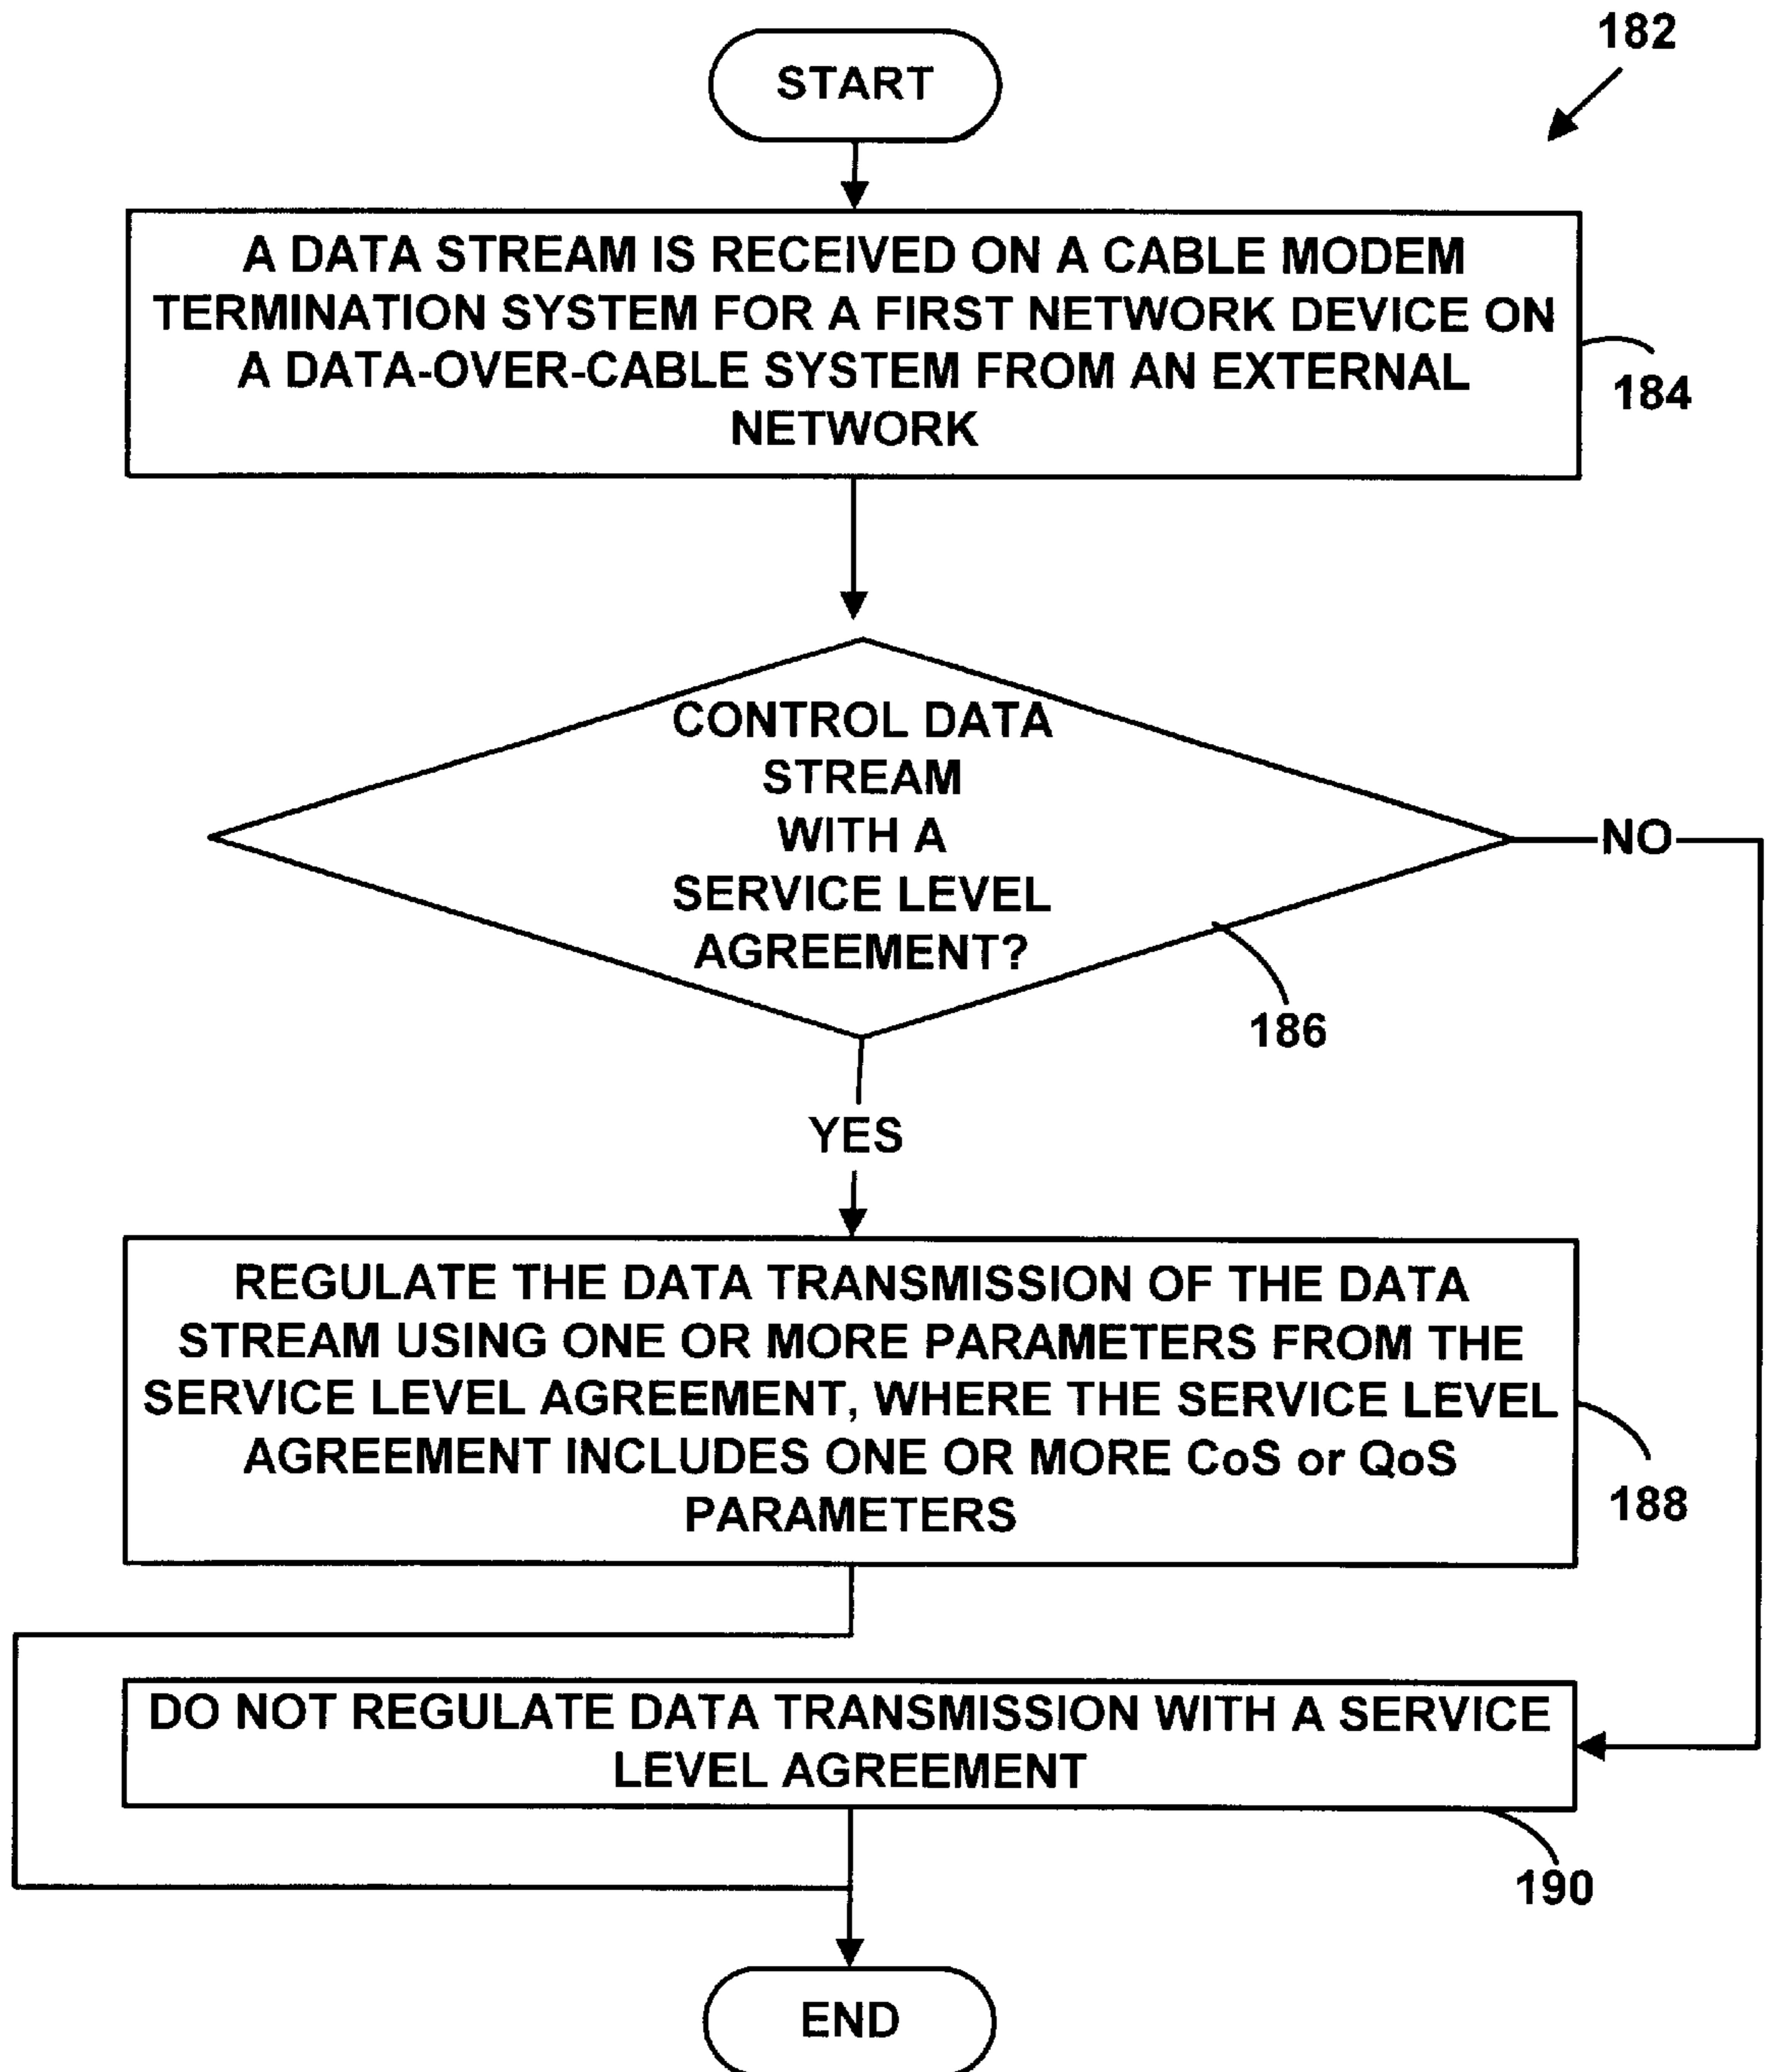 182
START
A DATA STREAM IS RECEIVED ON A CABLE MODEM
TERMINATION SYSTEM FOR A FIRST NETWORK DEVICE ON
A DATA-OVER-CABLE SYSTEM FROM AN EXTERNAL
NETWORK
184
CONTROL DATA
STREAM
WITH A
SERVICE LEVEL
AGREEMENT?
NO
186
YES
REGULATE THE DATA TRANSMISSION OF THE DATA
STREAM USING ONE OR MORE PARAMETERS FROM THE
SERVICE LEVEL AGREEMENT, WHERE THE SERVICE LEVEL
AGREEMENT INCLUDES ONE OR MORE CoS or QoS
PARAMETERS
188
DO NOT REGULATE DATA TRANSMISSION WITH A SERVICE
LEVEL AGREEMENT
190
END